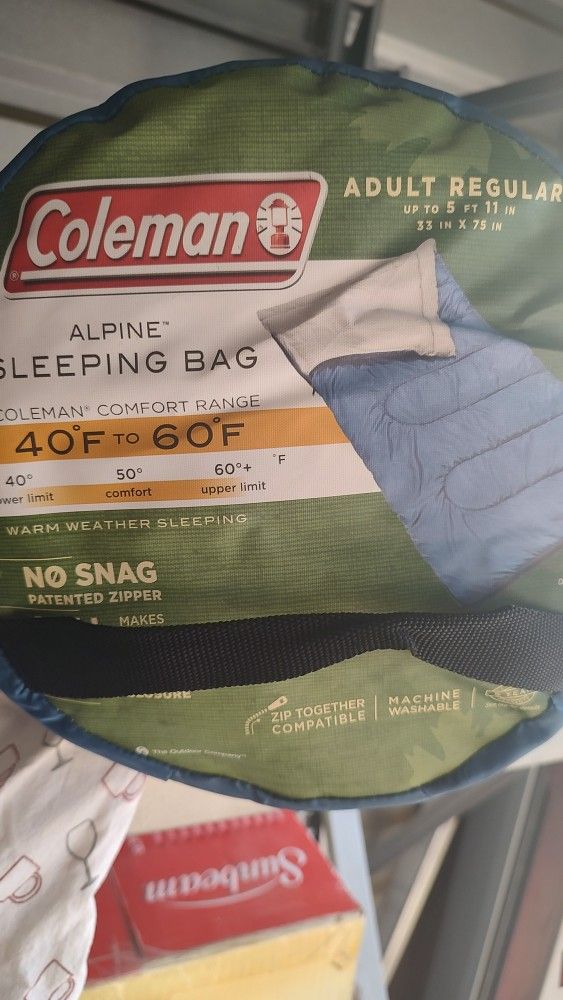 Coleman
®
ADULT REGULAR
UP TO 5 FT 11 IN
33 IN X 75 IN
ALPINE™
SLEEPING BAG
COLEMAN® COMFORT RANGE
40°F TO 60°F
40° 50° 60°+ °F
lower limit comfort upper limit
WARM WEATHER SLEEPING
NO SNAG
PATENTED ZIPPER
MAKES
ZIP TOGETHER
COMPATIBLE
MACHINE
WASHABLE
The Outdoor Company™
Sunbeam